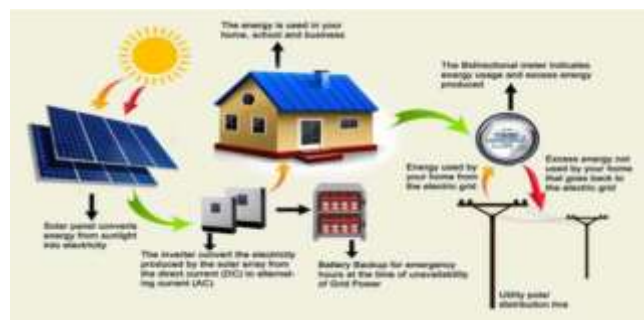 The energy is used in your
home, school and business
The Bidirectional meter indicates
energy usage and excess energy
produced
Energy used by
your home from
the electric grid
Excess energy not
used by your home
that goes back to
the electric grid
Solar panel converts
energy from sunlight
into electricity
The inverter convert the electricity
produced by the solar array from
the direct current (DC) to alternat-
ing current (AC)
Battery Backup for emergency
hours at the time of unavailability
of Grid Power
Utility pole/
distribution line